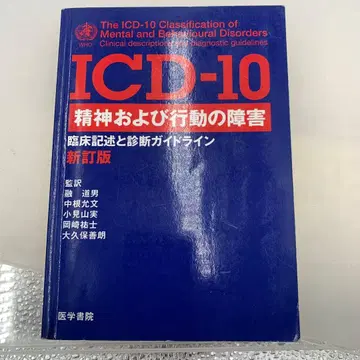 The ICD-10 Classification of
Mental and Behavioural Disorders
WHO
Clinical descriptions and diagnostic guidelines
ICD-10
精神および行動の障害
臨床記述と診断ガイドライン
新訂版
監訳
融 道男
中根允文
小見山実
岡崎祐士
大久保善朗
医学書院